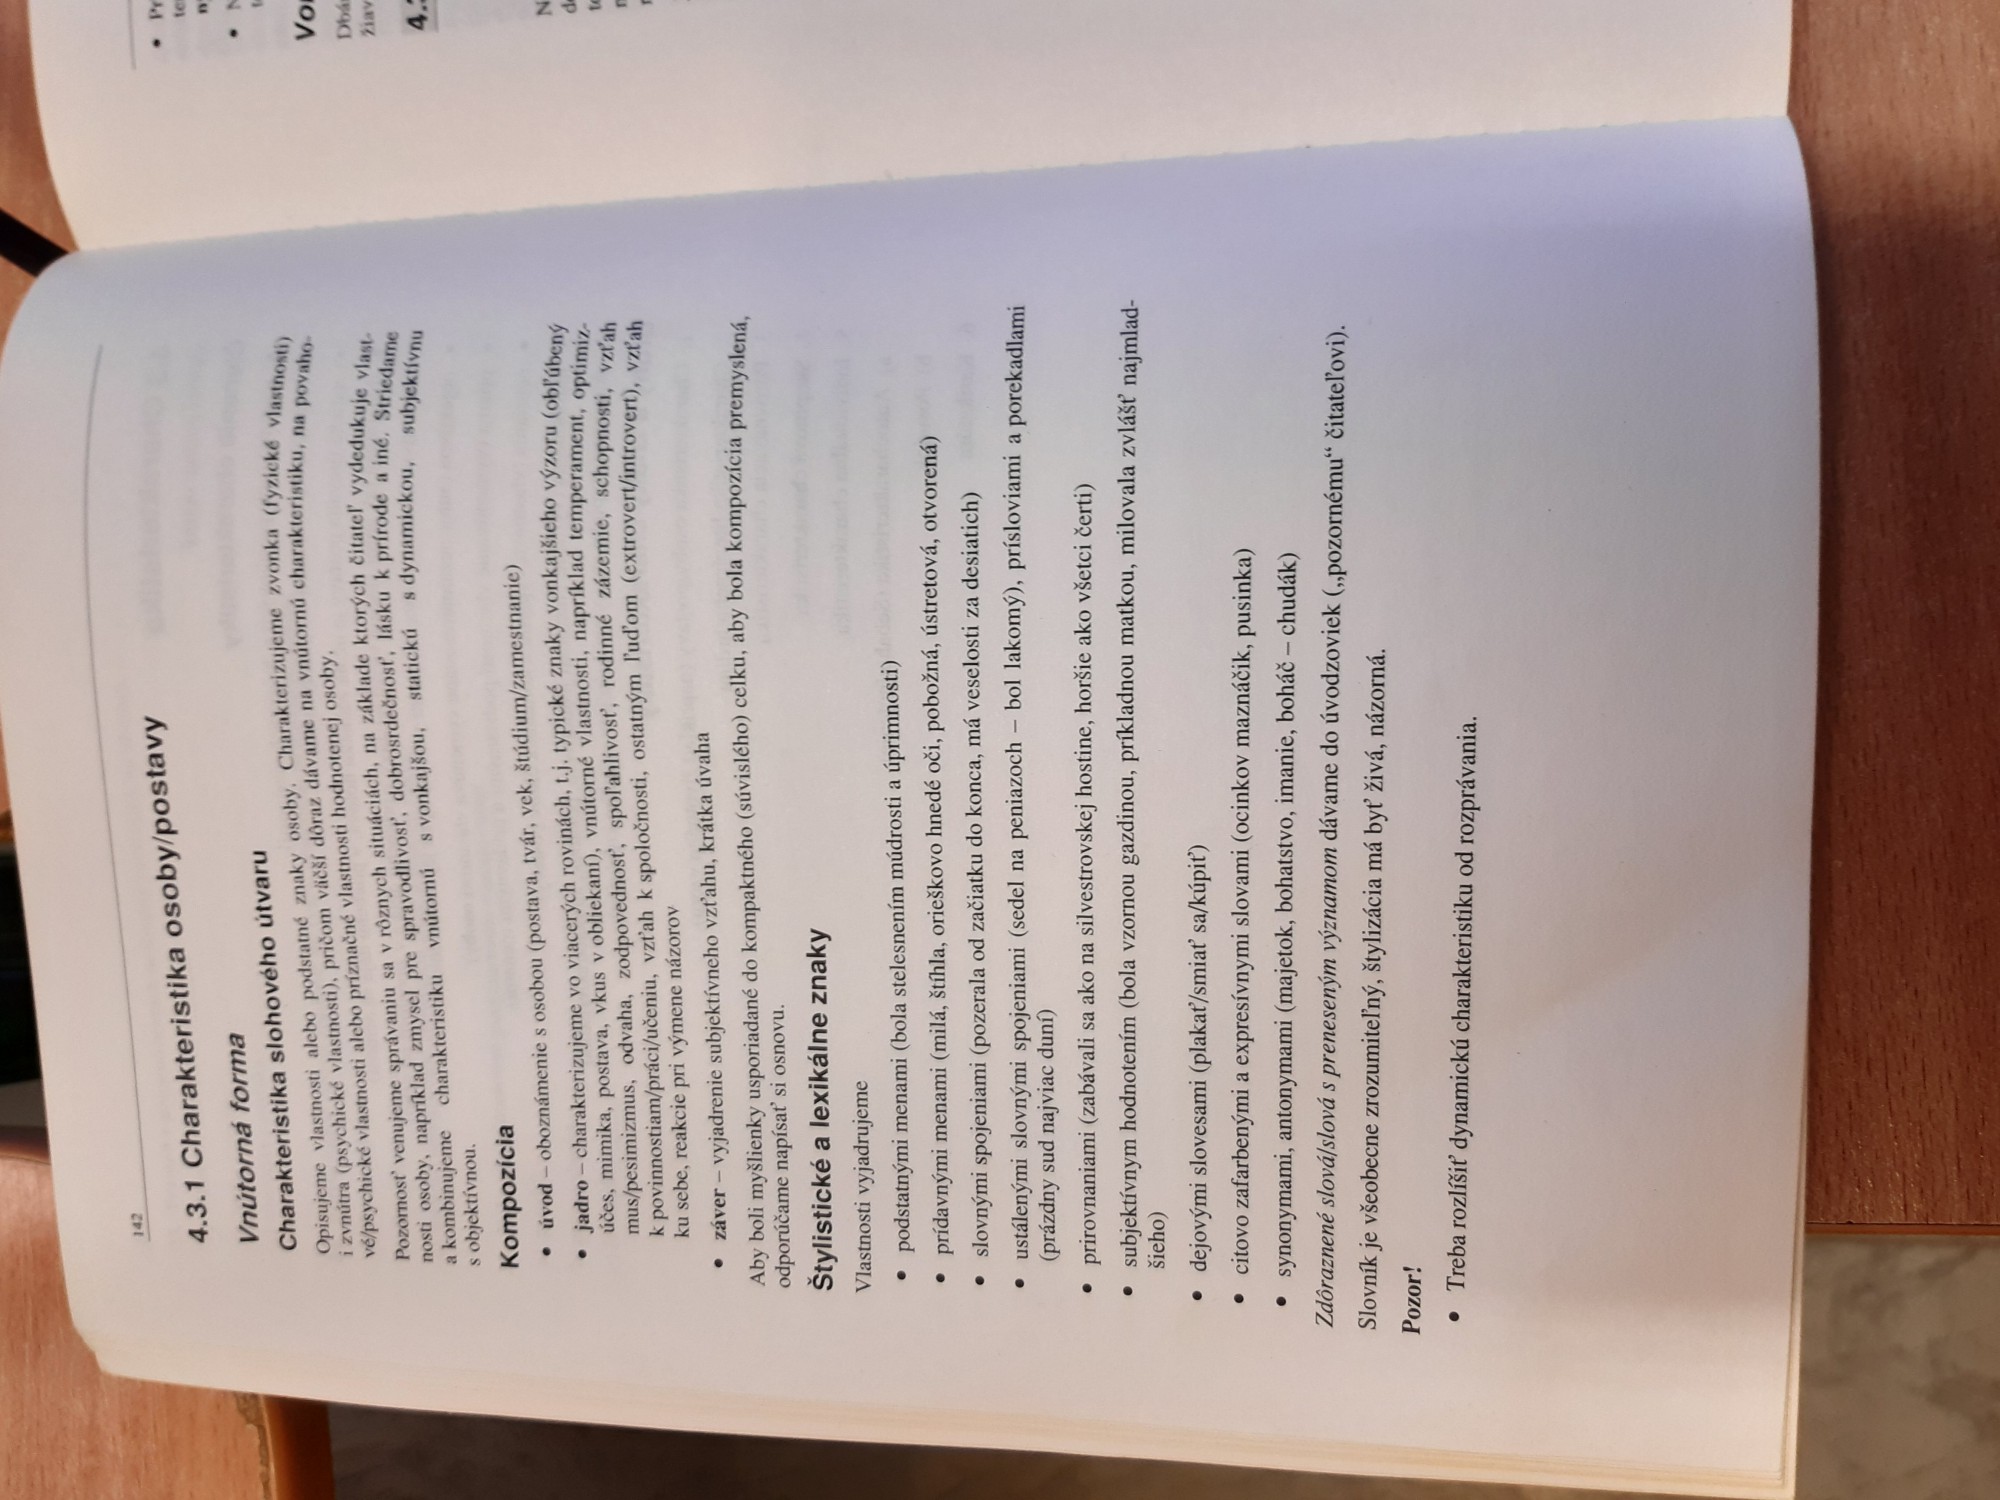 142
4.3.1 Charakteristika osoby/postavy
Vnútorná forma
Charakteristika slohového útvaru
Opisujeme vlastnosti alebo podstatné znaky osoby. Charakterizujeme zvonka (fyzické vlastnosti)
i zvnútra (psychické vlastnosti), pričom väčší dôraz dávame na vnútornú charakteristiku, na povaho-
vé/psychické vlastnosti alebo príznačné vlastnosti hodnotenej osoby.
Pozornosť venujeme správaniu sa v rôznych situáciách, na základe ktorých čitateľ vydedukuje vlast-
nosti osoby, napríklad zmysel pre spravodlivosť, dobrosrdečnosť, lásku k prírode a iné. Striedame
a kombinujeme charakteristiku vnútornú s vonkajšou, statickú s dynamickou, subjektívnu
s objektívnou.
Kompozícia
• úvod – oboznámenie s osobou (postava, tvár, vek, štúdium/zamestnanie)
• jadro – charakterizujeme vo viacerých rovinách, t.j. typické znaky vonkajšieho výzoru (obľúbený
účes, mimika, postava, vkus v obliekaní), vnútorné vlastnosti, napríklad temperament, optimiz-
mus/pesimizmus, odvaha, zodpovednosť, spoľahlivosť, rodinné zázemie, schopnosti, vzťah
k povinnostiam/práci/učeniu, vzťah k spoločnosti, ostatným ľuďom (extrovert/introvert), vzťah
ku sebe, reakcie pri výmene názorov
• záver – vyjadrenie subjektívneho vzťahu, krátka úvaha
Aby boli myšlienky usporiadané do kompaktného (súvislého) celku, aby bola kompozícia premyslená,
odporúčame napísať si osnovu.
Štylistické a lexikálne znaky
Vlastnosti vyjadrujeme
• podstatnými menami (bola stelesnením múdrosti a úprimnosti)
• prídavnými menami (milá, štíhla, orieškovo hnedé oči, pobožná, ústretová, otvorená)
• slovnými spojeniami (pozerala od začiatku do konca, má veselosti za desiatich)
• ustálenými slovnými spojeniami (sedel na peniazoch – bol lakomý), prísloviami a porekadlami
(prázdny sud najviac duní)
• prirovnaniami (zabávali sa ako na silvestrovskej hostine, horšie ako všetci čerti)
• subjektívnym hodnotením (bola vzornou gazdinou, príkladnou matkou, milovala zvlášť najmlad-
šieho)
• dejovými slovesami (plakať/smiať sa/kúpiť)
• citovo zafarbenými a expresívnymi slovami (ocinkov maznáčik, pusinka)
• synonymami, antonymami (majetok, bohatstvo, imanie, boháč – chudák)
Zdôraznené slová/slová s preneseným významom dávame do úvodzoviek („pozornému“ čitateľovi).
Slovník je všeobecne zrozumiteľný, štylizácia má byť živá, názorná.
Pozor!
• Treba rozlíšiť dynamickú charakteristiku od rozprávania.